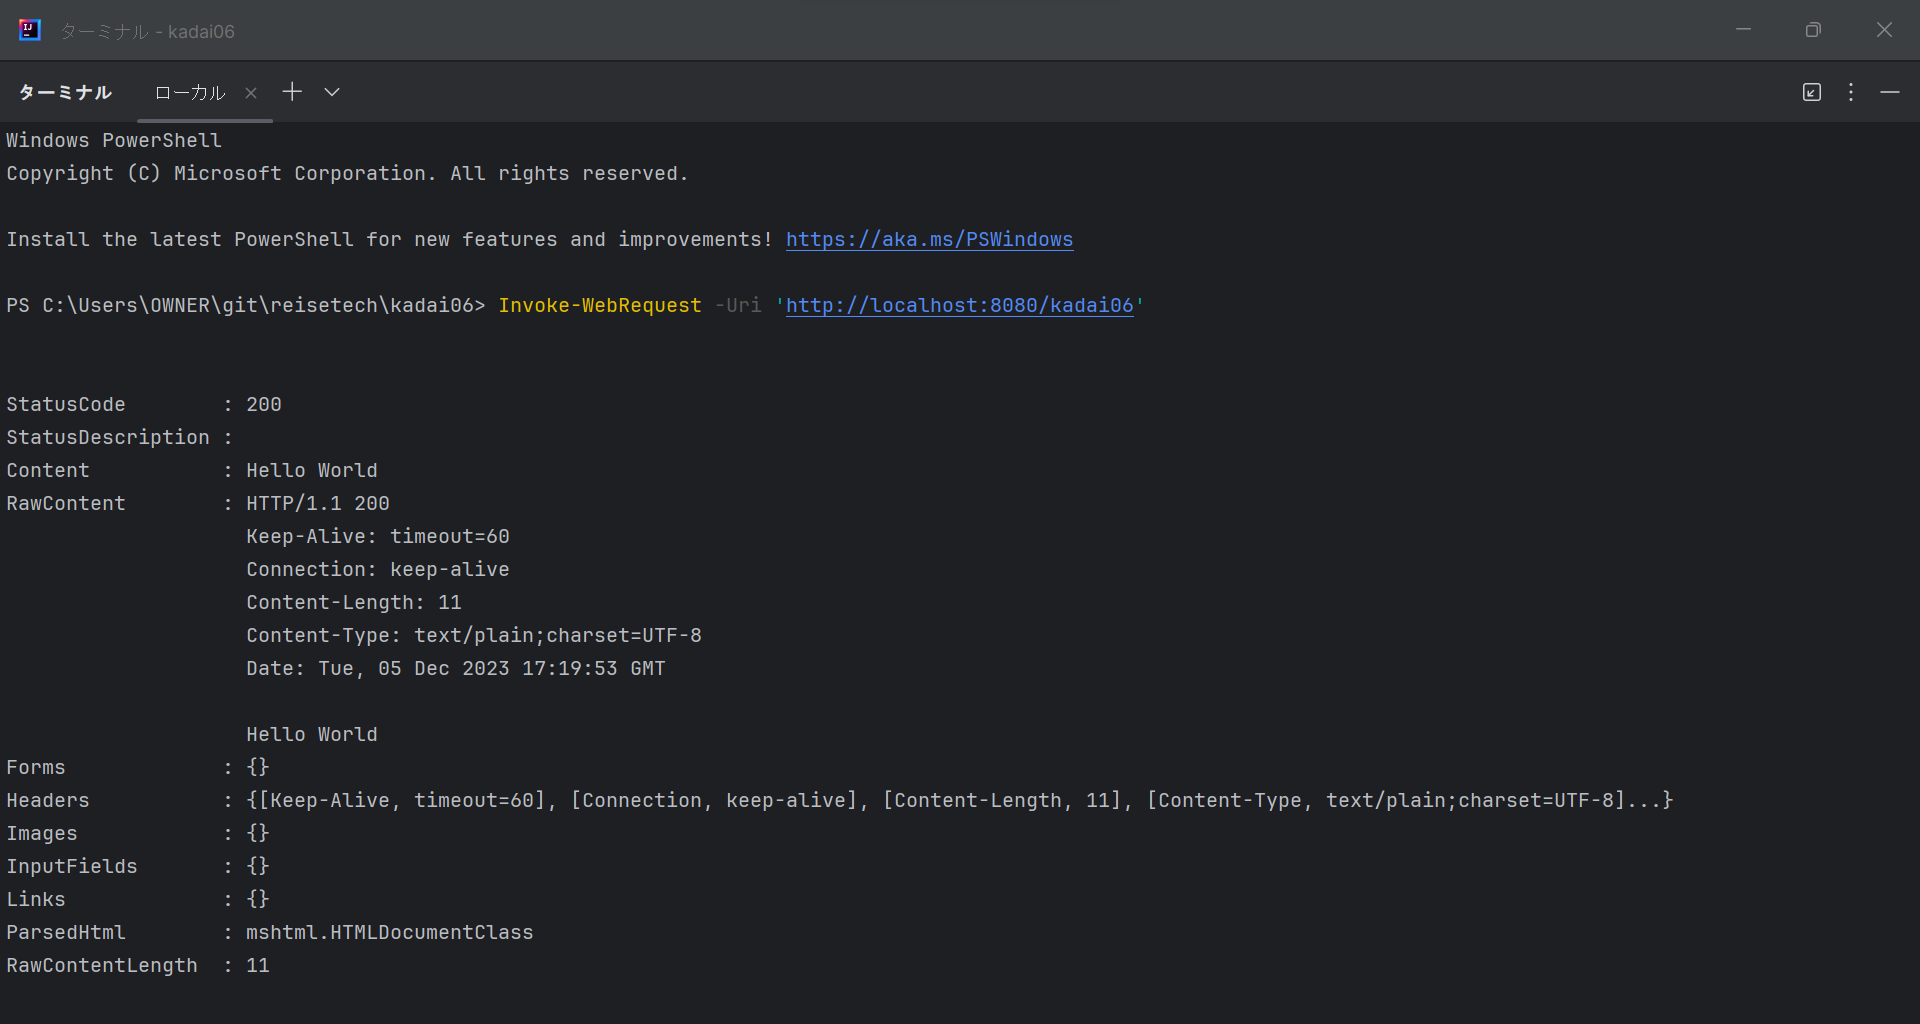 ターミナル - kadai06
ターミナル ローカル
Windows PowerShell
Copyright (C) Microsoft Corporation. All rights reserved.
Install the latest PowerShell for new features and improvements! https://aka.ms/PSWindows
PS C:\Users\OWNER\git\reisetech\kadai06> Invoke-WebRequest -Uri 'http://localhost:8080/kadai06'
StatusCode        : 200
StatusDescription :
Content           : Hello World
RawContent        : HTTP/1.1 200
                    Keep-Alive: timeout=60
                    Connection: keep-alive
                    Content-Length: 11
                    Content-Type: text/plain;charset=UTF-8
                    Date: Tue, 05 Dec 2023 17:19:53 GMT
                    Hello World
Forms             : {}
Headers           : {[Keep-Alive, timeout=60], [Connection, keep-alive], [Content-Length, 11], [Content-Type, text/plain;charset=UTF-8]...}
Images            : {}
InputFields       : {}
Links             : {}
ParsedHtml        : mshtml.HTMLDocumentClass
RawContentLength  : 11